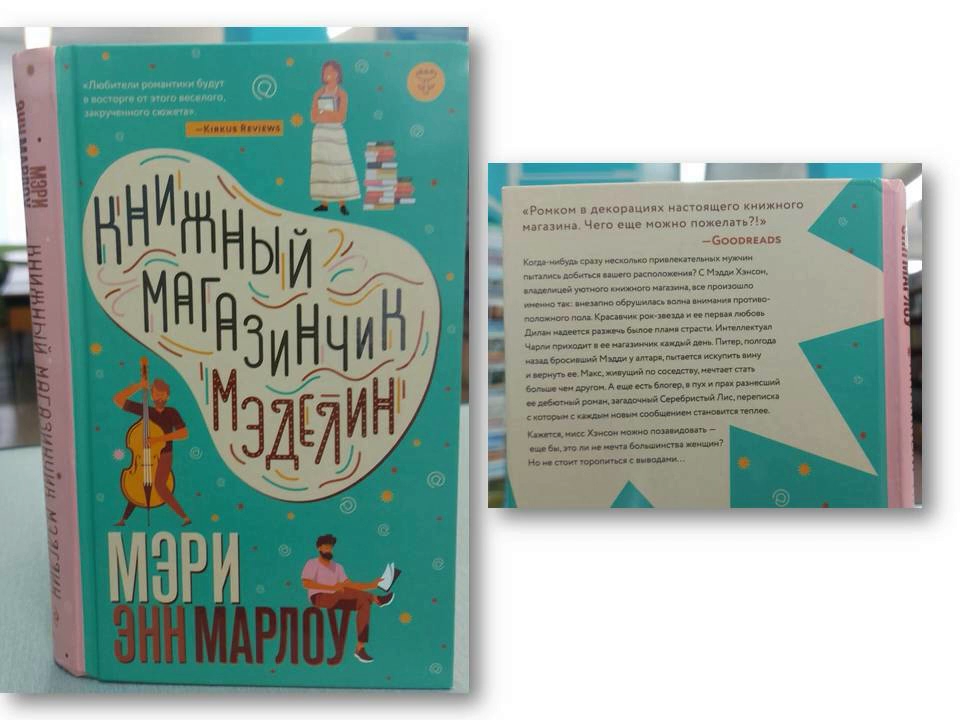 «Любители романтики будут
в восторге от этого веселого,
закрученного сюжета».
—KIRKUS REVIEWS
КНИЖНЫЙ
МАГАЗИНЧИК
МЭДЕЛИН
МЭРИ
ЭНН МАРЛОУ
МЭРИ
ЭНН МАРЛОУ
КНИЖНЫЙ МАГАЗИНЧИК МЭДЕЛИН
«Ромком в декорациях настоящего книжного
магазина. Чего еще можно пожелать?!»
—GOODREADS
Когда-нибудь сразу несколько привлекательных мужчин
пытались добиться вашего расположения? С Мэдди Хэнсон,
владелицей уютного книжного магазина, все произошло
именно так: внезапно обрушилась волна внимания противо-
положного пола. Красавчик рок-звезда и ее первая любовь
Дилан надеется разжечь былое пламя страсти. Интеллектуал
Чарли приходит в ее магазинчик каждый день. Питер, полгода
назад бросивший Мэдди у алтаря, пытается искупить вину
и вернуть ее. Макс, живущий по соседству, мечтает стать
больше чем другом. А еще есть блогер, в пух и прах разнесший
ее дебютный роман, загадочный Серебристый Лис, переписка
с которым с каждым новым сообщением становится теплее.
Кажется, мисс Хэнсон можно позавидовать —
еще бы, это ли не мечта большинства женщин?
Но не стоит торопиться с выводами...